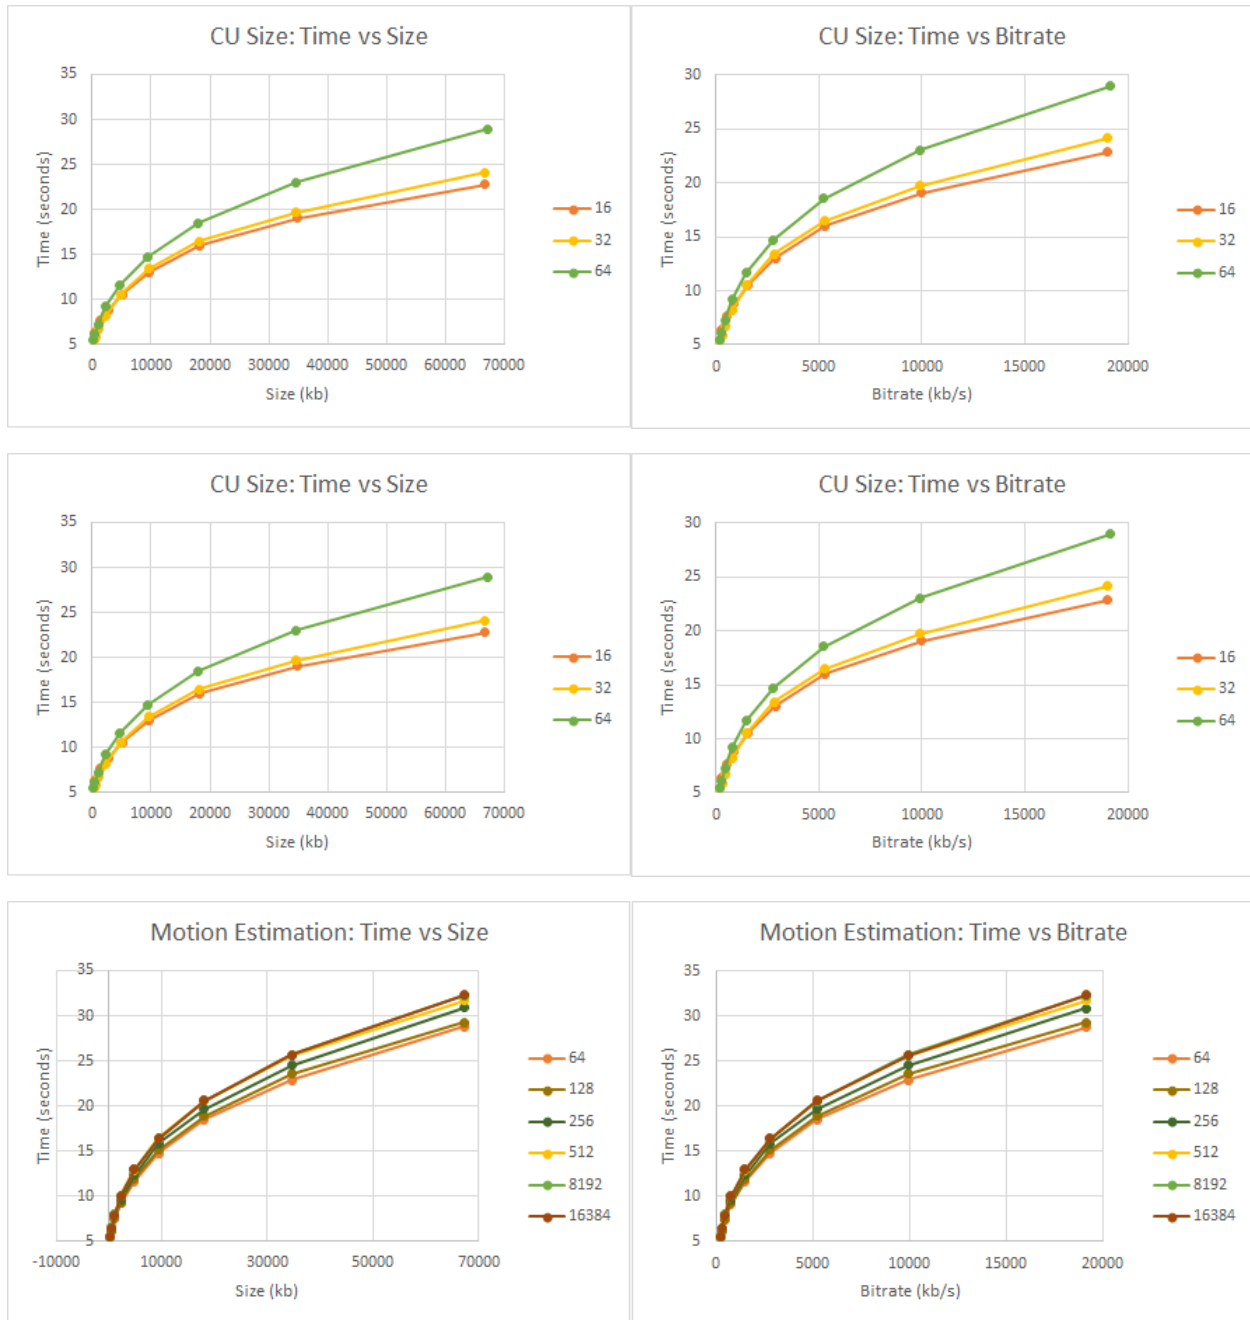 CU Size: Time vs Size
35
30
25
20
15
10
5
Time (seconds)
0 10000 20000 30000 40000 50000 60000 70000
Size (kb)
16
32
64
CU Size: Time vs Bitrate
30
25
20
15
10
5
Time (seconds)
0 5000 10000 15000 20000
Bitrate (kb/s)
16
32
64
CU Size: Time vs Size
35
30
25
20
15
10
5
Time (seconds)
0 10000 20000 30000 40000 50000 60000 70000
Size (kb)
16
32
64
CU Size: Time vs Bitrate
30
25
20
15
10
5
Time (seconds)
0 5000 10000 15000 20000
Bitrate (kb/s)
16
32
64
Motion Estimation: Time vs Size
35
30
25
20
15
10
5
Time (seconds)
-10000 10000 30000 50000 70000
Size (kb)
64
128
256
512
8192
16384
Motion Estimation: Time vs Bitrate
35
30
25
20
15
10
5
Time (seconds)
0 5000 10000 15000 20000
Bitrate (kb/s)
64
128
256
512
8192
16384